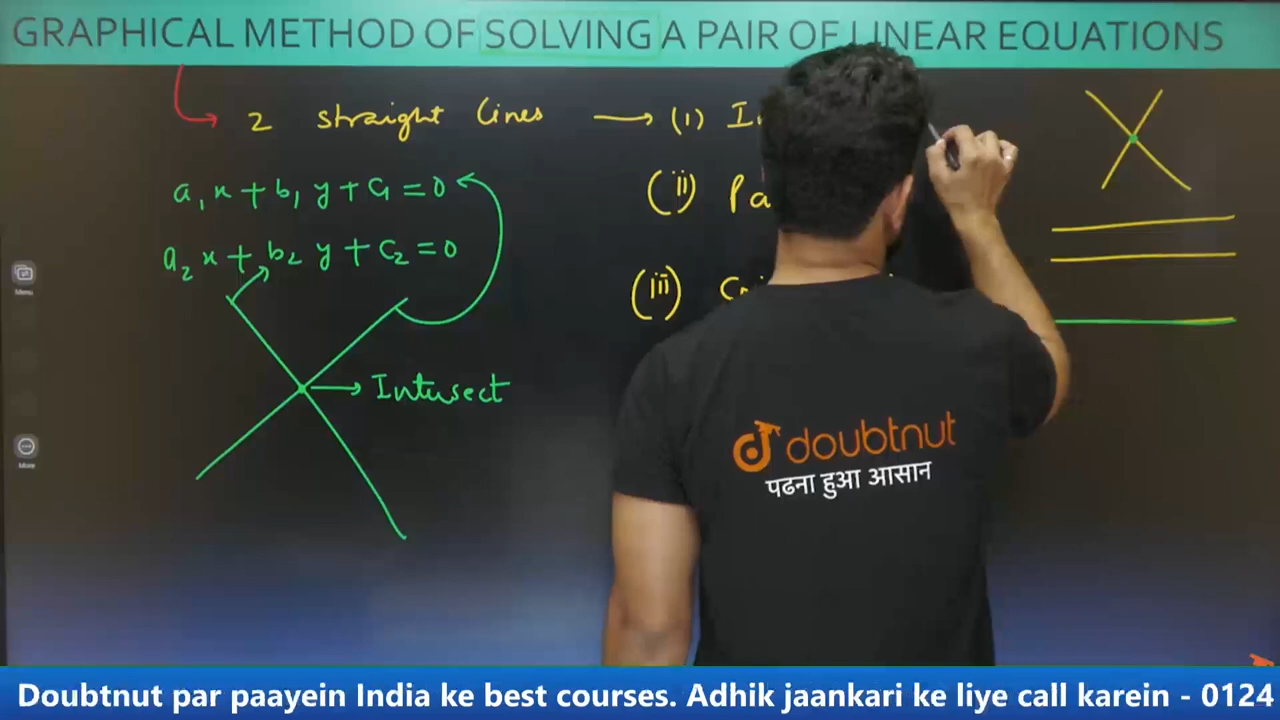 GRAPHICAL METHOD OF SOLVING A PAIR OF LINEAR EQUATIONS
2 straight lines → (i)
a₁x + b₁y + c₁ = 0
(ii)
a₂x + b₂y + c₂ = 0
(iii)
Intersect
doubtnut
पढना हुआ आसान
Menu
More
Doubtnut par paayein India ke best courses. Adhik jaankari ke liye call karein - 0124